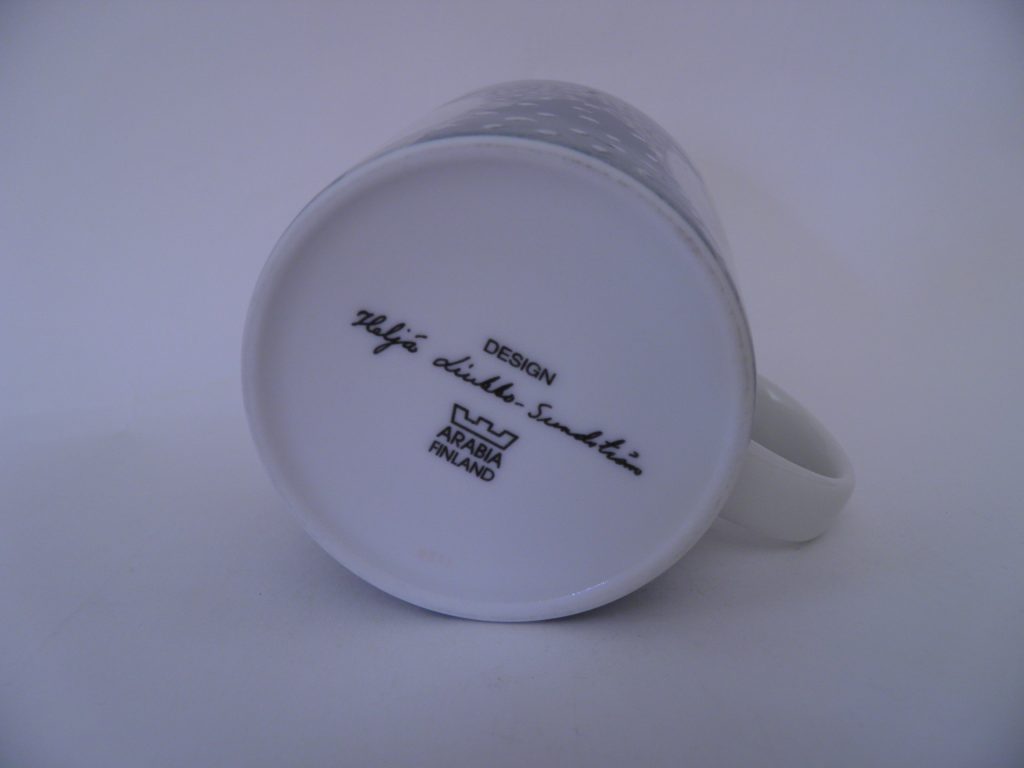 DESIGN
Heljä Liukko-Sundström
ARABIA
FINLAND